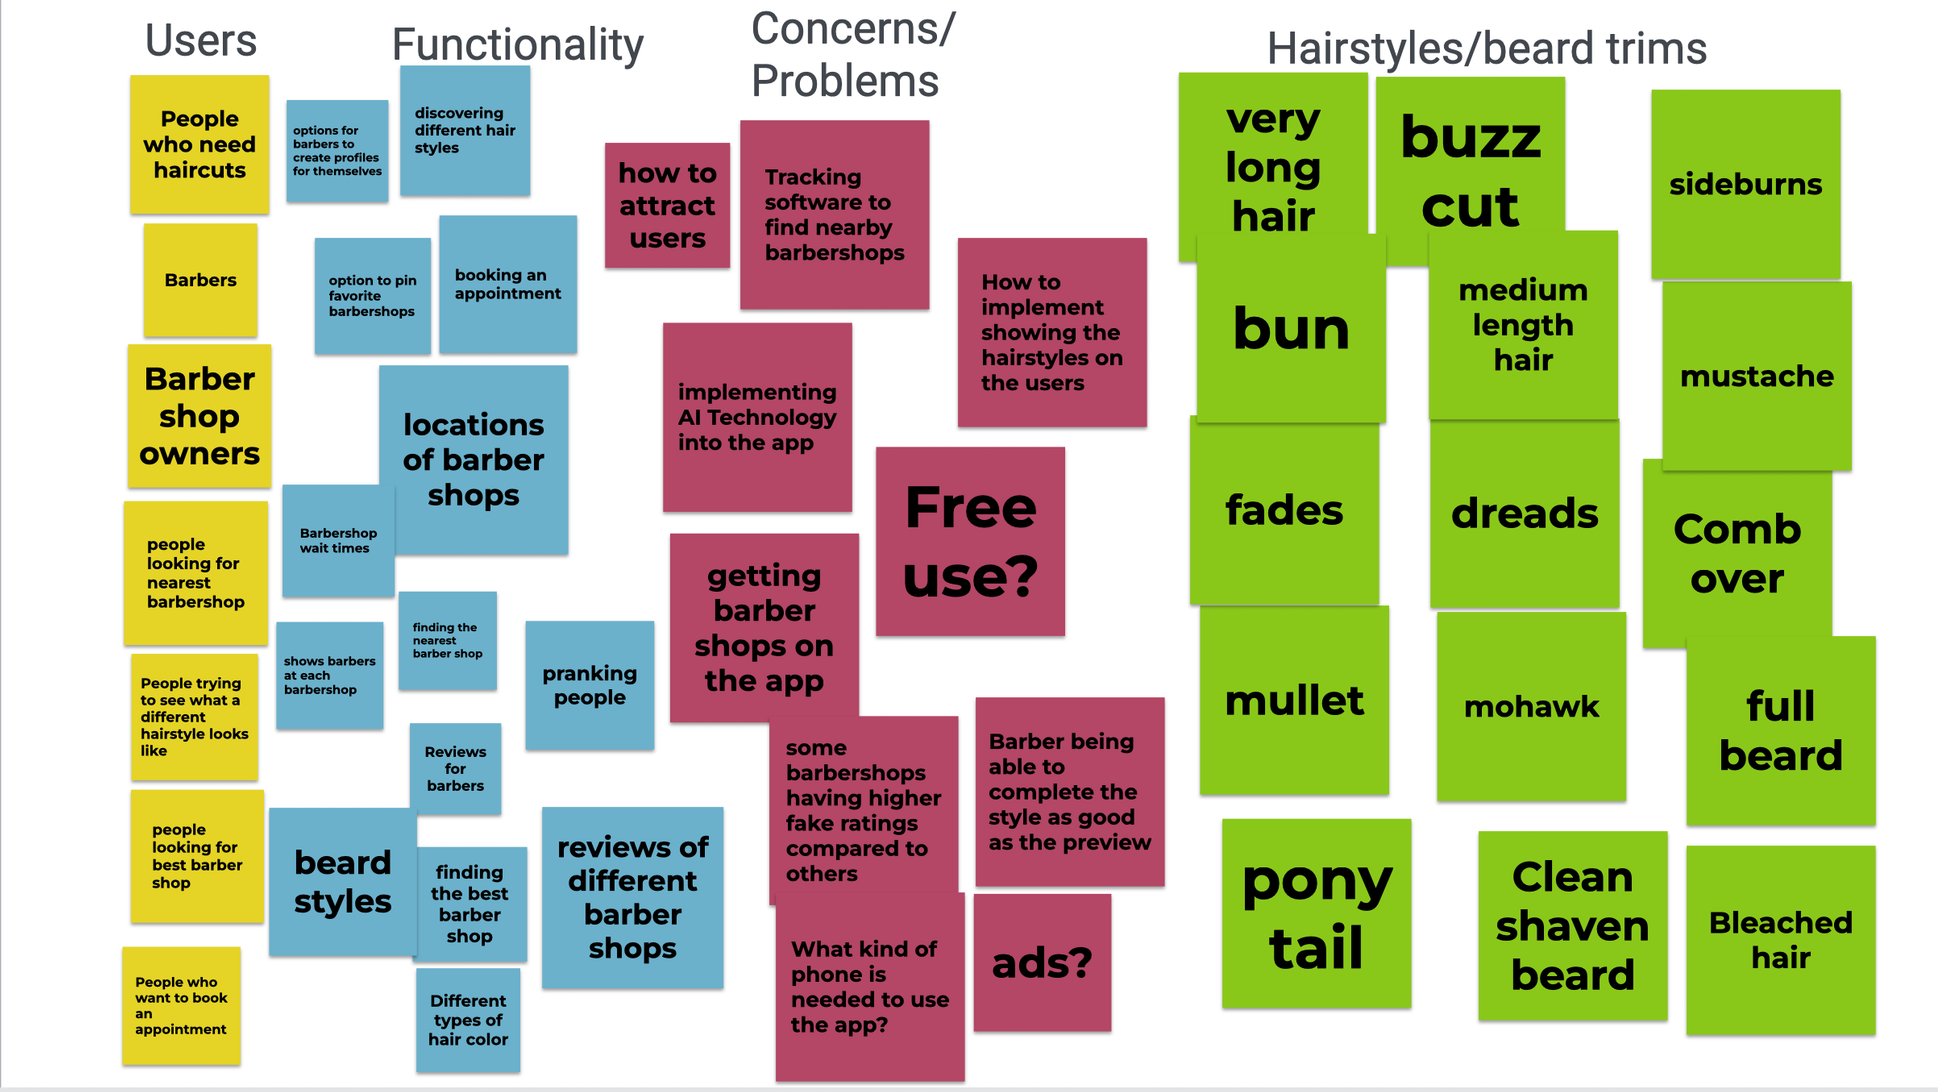 Users
People
who need
haircuts
Barbers
Barber
shop
owners
people
looking for
nearest
barbershop
People trying
to see what a
different
hairstyle looks
like
people
looking for
best barber
shop
People who
want to book
an
appointment
Functionality
options for
barbers to
create profiles
for themselves
discovering
different hair
styles
option to pin
favorite
barbershops
booking an
appointment
locations
of barber
shops
Barbershop
wait times
finding the
nearest
barber shop
shows barbers
at each
barbershop
pranking
people
Reviews
for
barbers
beard
styles
finding
the best
barber
shop
reviews of
different
barber
shops
Different
types of
hair color
Concerns/
Problems
how to
attract
users
Tracking
software to
find nearby
barbershops
How to
implement
showing the
hairstyles on
the users
implementing
AI Technology
into the app
Free
use?
getting
barber
shops on
the app
some
barbershops
having higher
fake ratings
compared to
others
Barber being
able to
complete the
style as good
as the preview
What kind of
phone is
needed to use
the app?
ads?
Hairstyles/beard trims
very
long
hair
buzz
cut
sideburns
bun
medium
length
hair
mustache
fades
dreads
Comb
over
mullet
mohawk
full
beard
pony
tail
Clean
shaven
beard
Bleached
hair